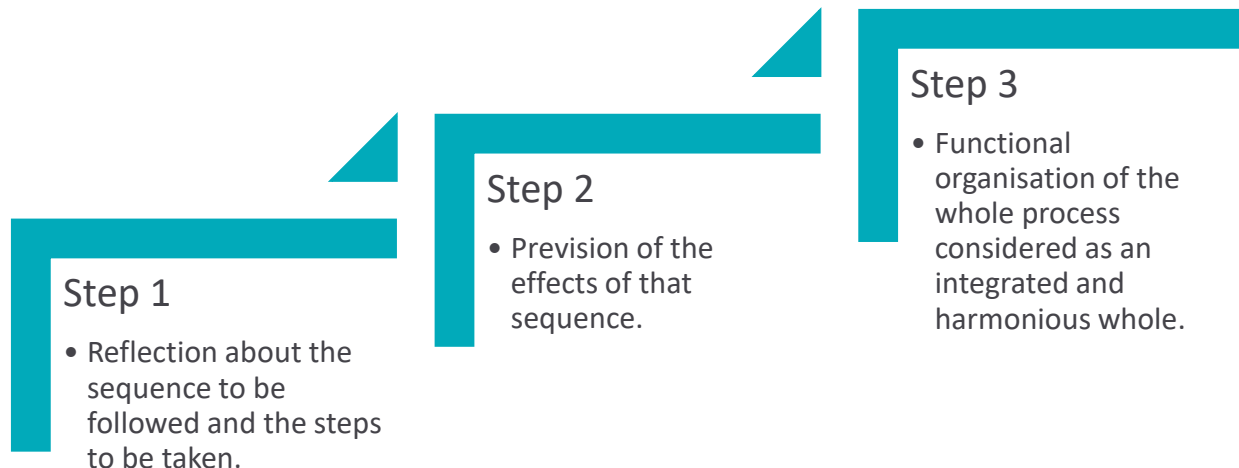 Step 1
• Reflection about the
sequence to be
followed and the steps
to be taken.
Step 2
• Prevision of the
effects of that
sequence.
Step 3
• Functional
organisation of the
whole process
considered as an
integrated and
harmonious whole.